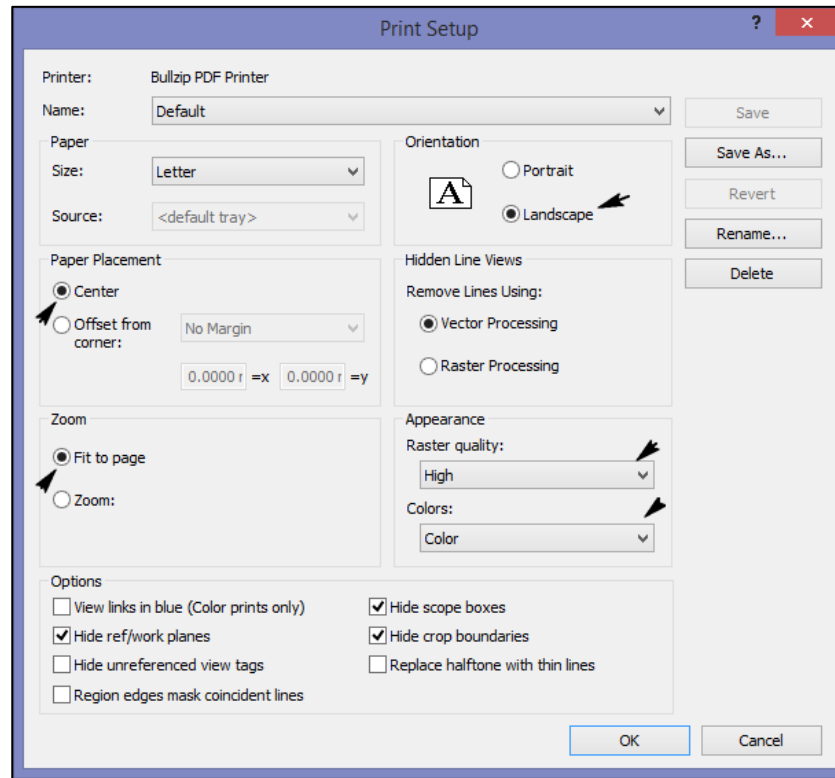 Print Setup
?
Printer: Bullzip PDF Printer
Name: Default
Save
Paper
Size: Letter
Source: <default tray>
Orientation
A
Portrait
Landscape
Save As...
Revert
Rename...
Delete
Paper Placement
Center
Offset from
corner:
No Margin
0.0000 r =x 0.0000 r =y
Hidden Line Views
Remove Lines Using:
Vector Processing
Raster Processing
Zoom
Fit to page
Zoom:
Appearance
Raster quality:
High
Colors:
Color
Options
View links in blue (Color prints only)
Hide ref/work planes
Hide unreferenced view tags
Region edges mask coincident lines
Hide scope boxes
Hide crop boundaries
Replace halftone with thin lines
OK
Cancel